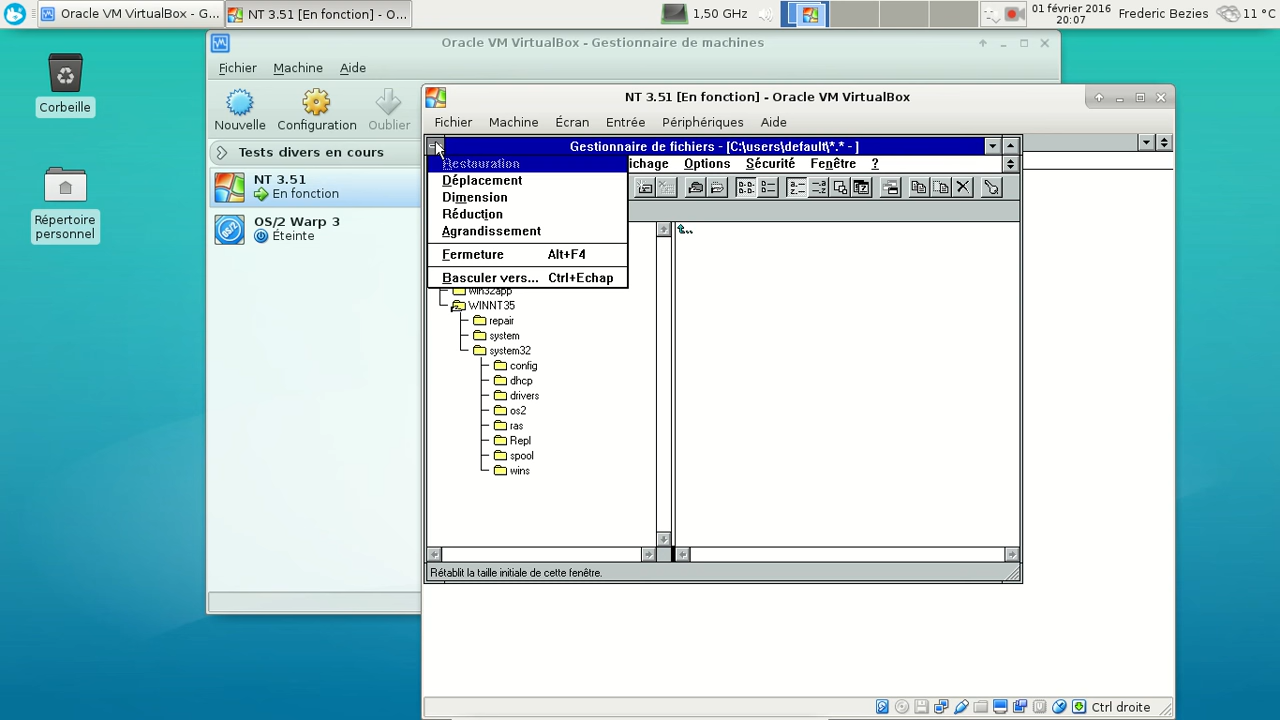 Oracle VM VirtualBox - G...
NT 3.51 [En fonction] - O...
1,50 GHz
01 février 2016
20:07
Frederic Bezies
11 °C
Corbeille
Répertoire
personnel
Oracle VM VirtualBox - Gestionnaire de machines
Fichier Machine Aide
Nouvelle Configuration Oublier
Tests divers en cours
NT 3.51
En fonction
OS/2 Warp 3
Éteinte
NT 3.51 [En fonction] - Oracle VM VirtualBox
Fichier Machine Écran Entrée Périphériques Aide
Gestionnaire de fichiers - [C:\users\default\*.* - ]
ichage Options Sécurité Fenêtre ?
Restauration
Déplacement
Dimension
Réduction
Agrandissement
Fermeture Alt+F4
Basculer vers... Ctrl+Echap
..
win32app
WINNT35
repair
system
system32
config
dhcp
drivers
os2
ras
Repl
spool
wins
Rétablit la taille initiale de cette fenêtre.
Ctrl droite